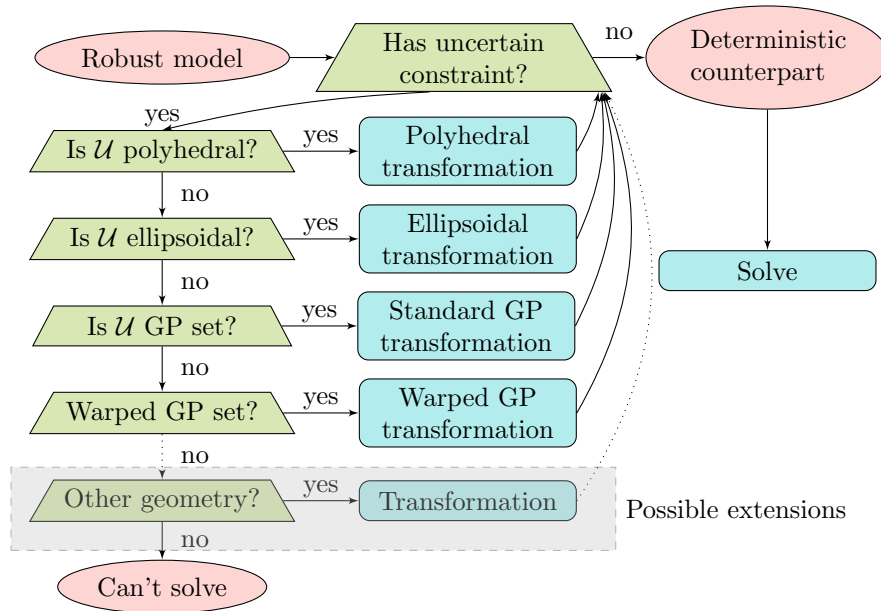 Robust model
Has uncertain
constraint?
no
Deterministic
counterpart
yes
Is 𝒰 polyhedral?
yes
Polyhedral
transformation
no
Is 𝒰 ellipsoidal?
yes
Ellipsoidal
transformation
Solve
no
Is 𝒰 GP set?
yes
Standard GP
transformation
no
Warped GP set?
yes
Warped GP
transformation
no
Other geometry?
yes
Transformation
Possible extensions
no
Can't solve